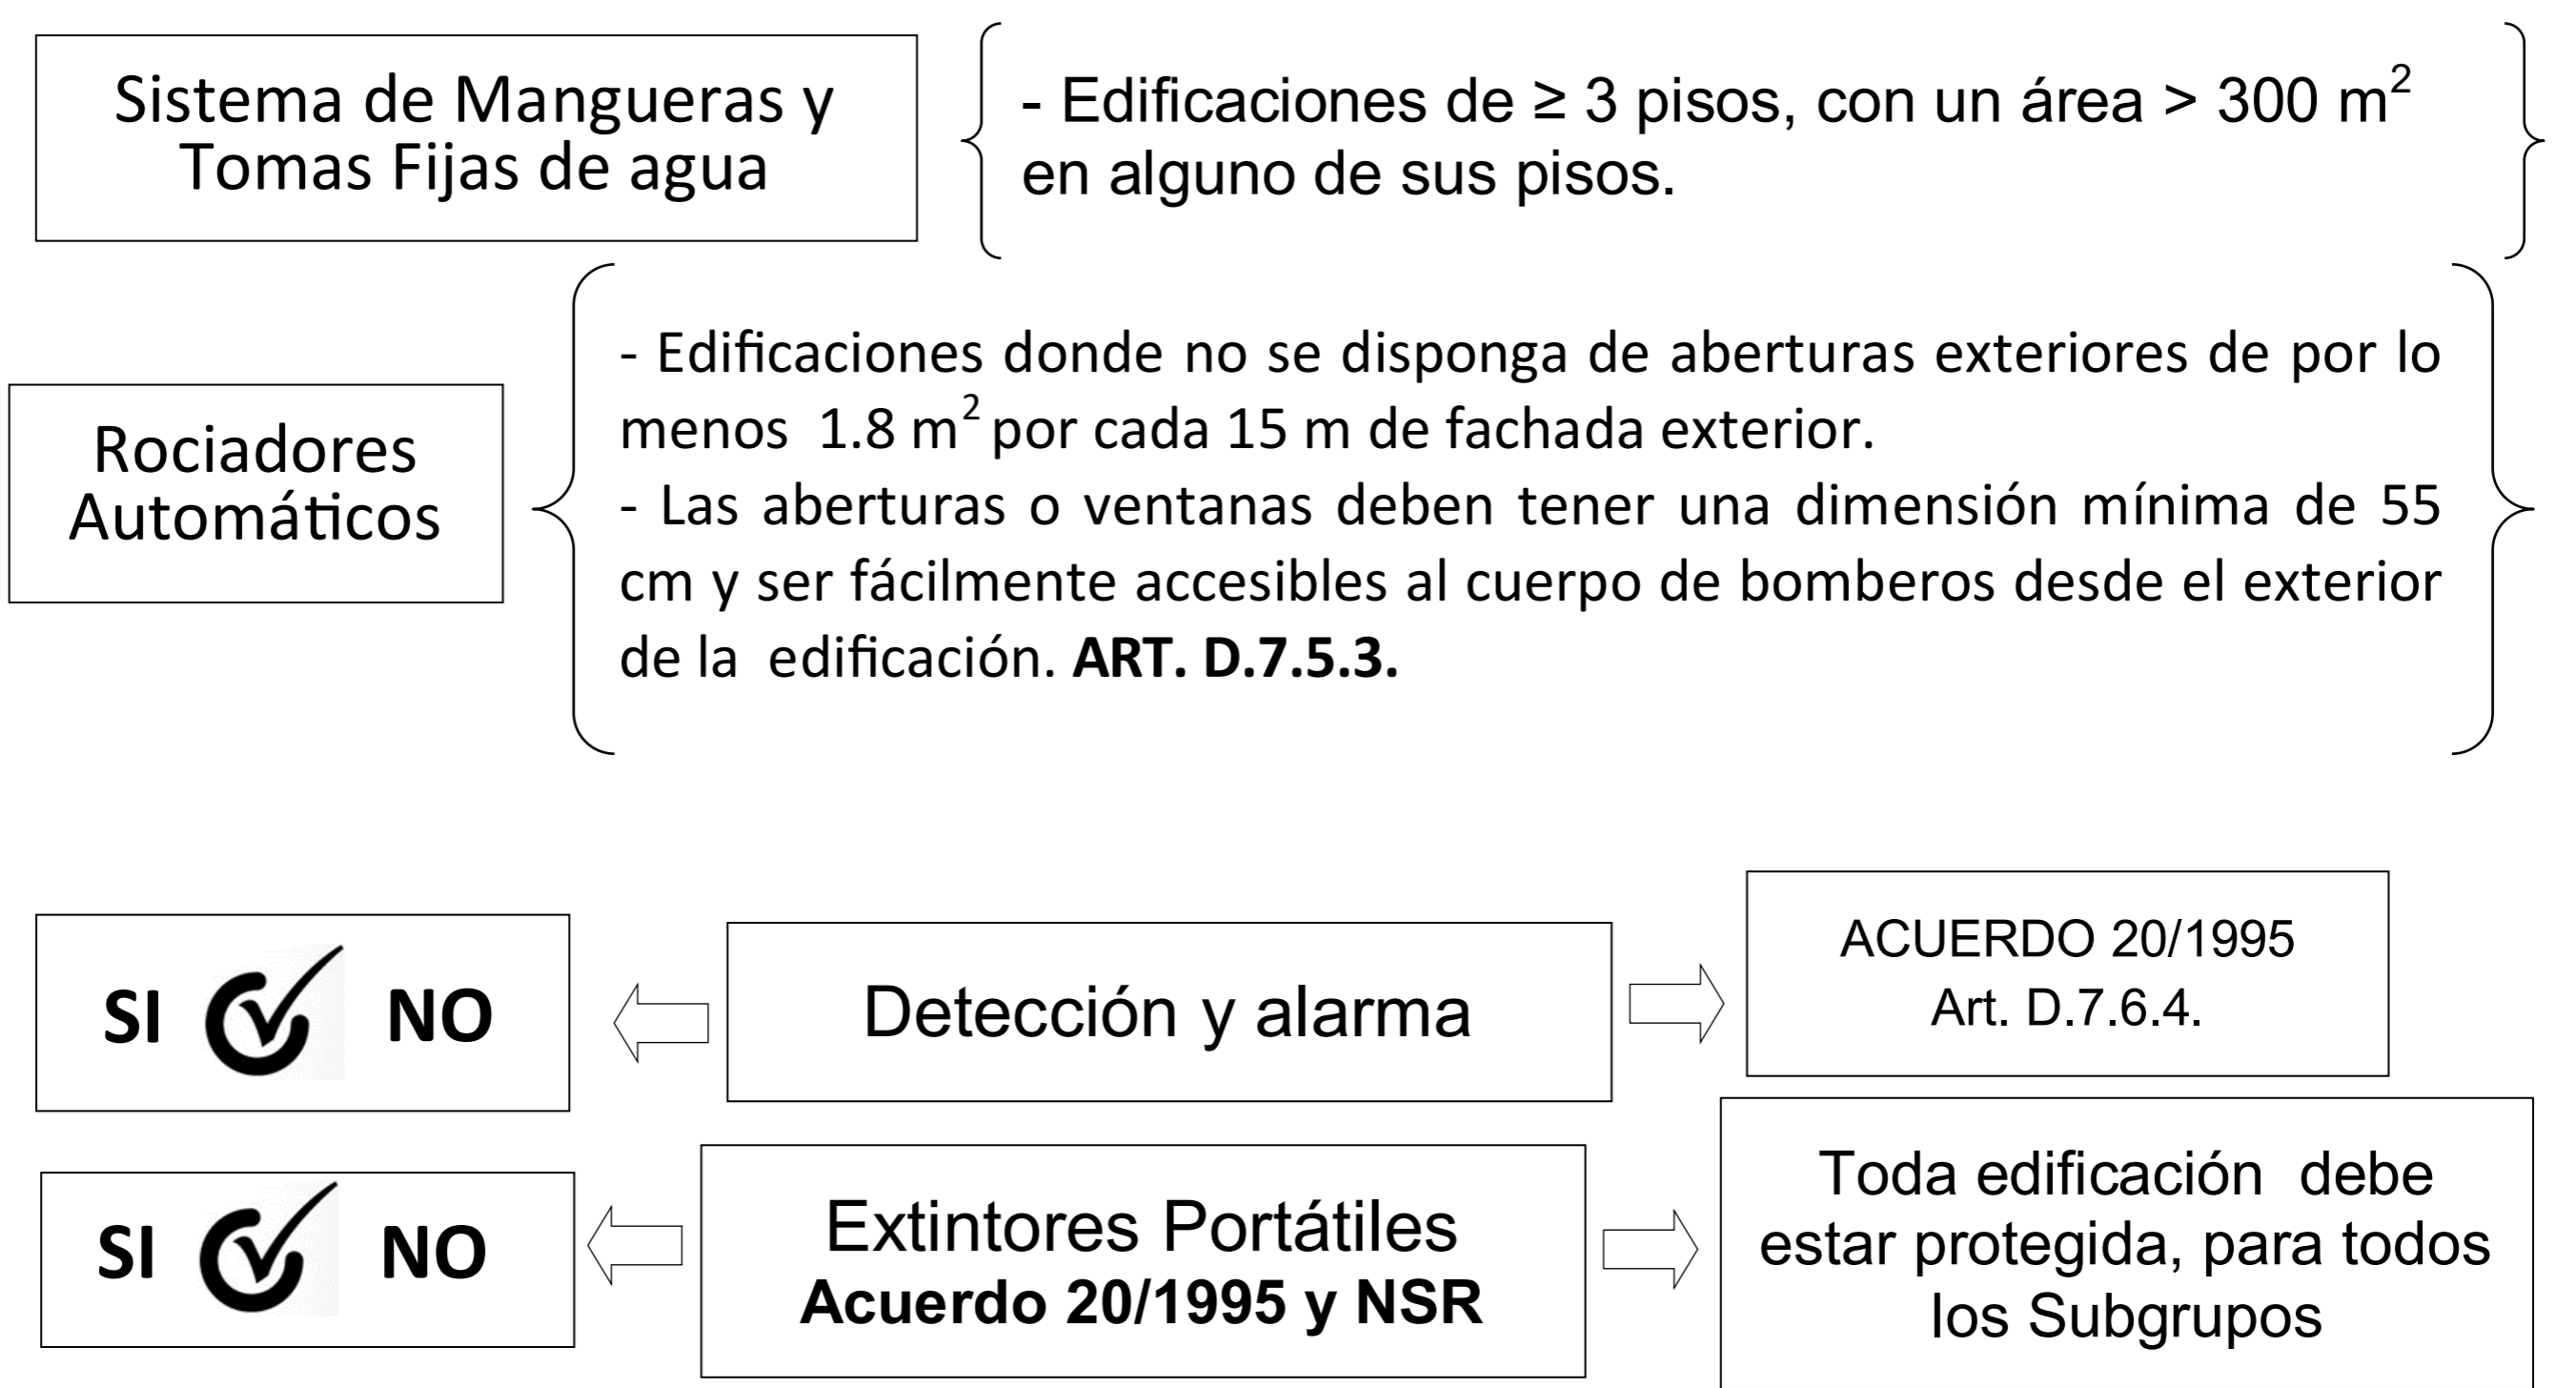 Sistema de Mangueras y
Tomas Fijas de agua
- Edificaciones de ≥ 3 pisos, con un área > 300 m²
en alguno de sus pisos.
Rociadores
Automáticos
- Edificaciones donde no se disponga de aberturas exteriores de por lo
menos 1.8 m² por cada 15 m de fachada exterior.
- Las aberturas o ventanas deben tener una dimensión mínima de 55
cm y ser fácilmente accesibles al cuerpo de bomberos desde el exterior
de la edificación. ART. D.7.5.3.
SI NO
Detección y alarma
ACUERDO 20/1995
Art. D.7.6.4.
SI NO
Extintores Portátiles
Acuerdo 20/1995 y NSR
Toda edificación debe
estar protegida, para todos
los Subgrupos